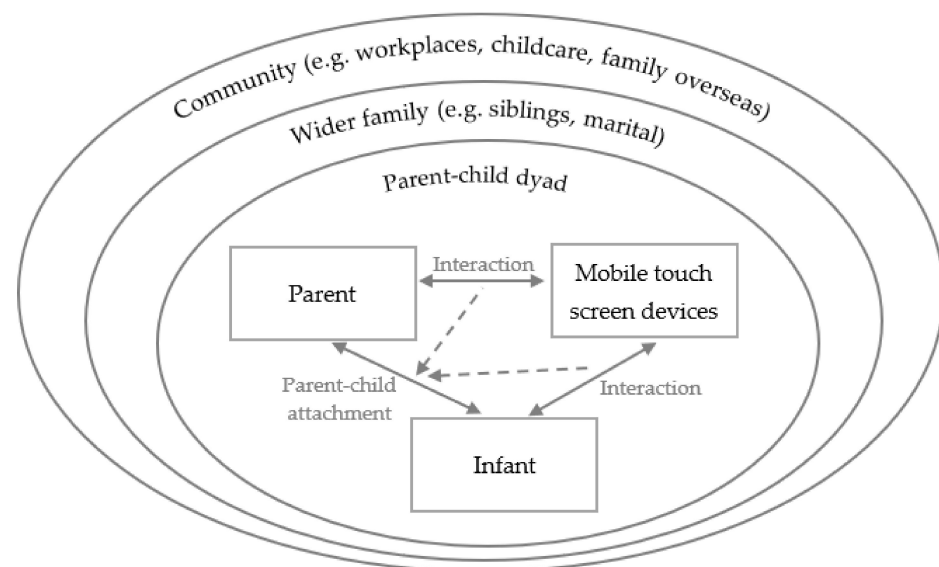 Community (e.g. workplaces, childcare, family overseas)
Wider family (e.g. siblings, marital)
Parent-child dyad
Interaction
Parent
Mobile touch
screen devices
Parent-child
attachment
Interaction
Infant